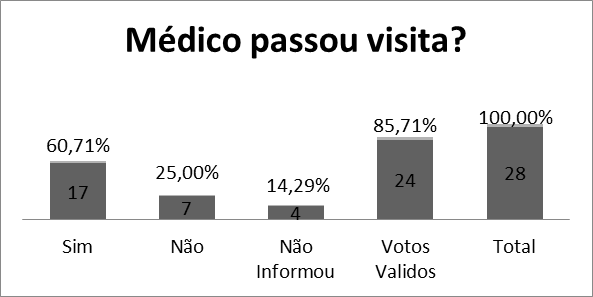 Médico passou visita?
60,71%
25,00%
14,29%
85,71%
100,00%
17
7
4
24
28
Sim
Não
Não Informou
Votos Validos
Total